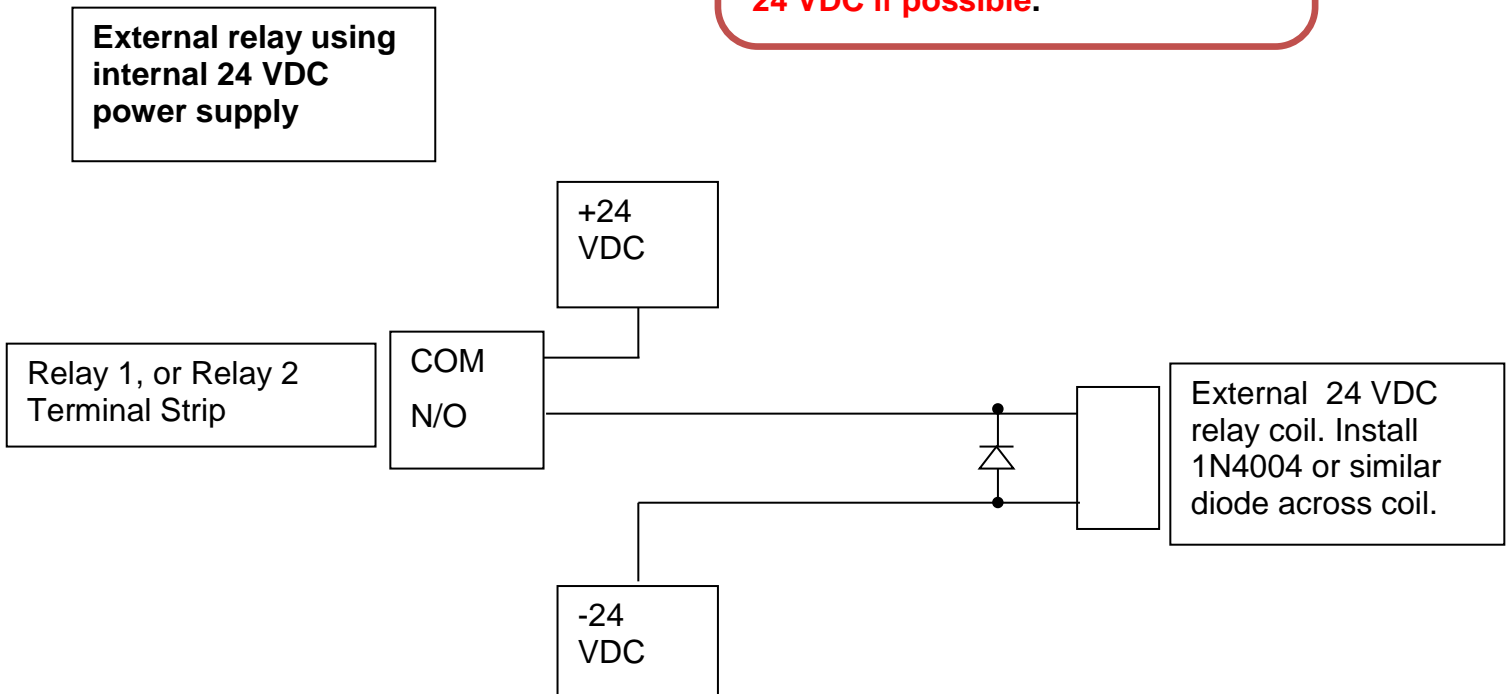 24 VDC if possible.
External relay using
internal 24 VDC
power supply
+24
VDC
Relay 1, or Relay 2
Terminal Strip
COM
N/O
External 24 VDC
relay coil. Install
1N4004 or similar
diode across coil.
-24
VDC